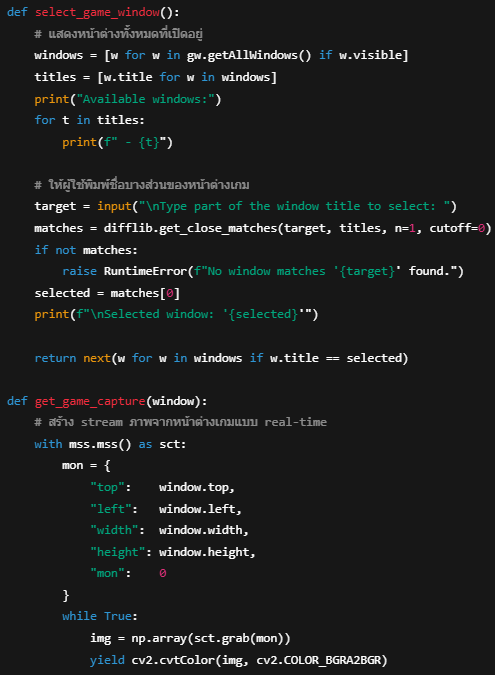 def select_game_window():
    # แสดงหน้าต่างทั้งหมดที่เปิดอยู่
    windows = [w for w in gw.getAllWindows() if w.visible]
    titles = [w.title for w in windows]
    print("Available windows:")
    for t in titles:
        print(f" - {t}")

    # ให้ผู้ใช้พิมพ์ชื่อบางส่วนของหน้าต่างเกม
    target = input("\nType part of the window title to select: ")
    matches = difflib.get_close_matches(target, titles, n=1, cutoff=0)
    if not matches:
        raise RuntimeError(f"No window matches '{target}' found.")
    selected = matches[0]
    print(f"\nSelected window: '{selected}'")

    return next(w for w in windows if w.title == selected)

def get_game_capture(window):
    # สร้าง stream ภาพจากหน้าต่างเกมแบบ real-time
    with mss.mss() as sct:
        mon = {
            "top":    window.top,
            "left":   window.left,
            "width":  window.width,
            "height": window.height,
            "mon":    0
        }
        while True:
            img = np.array(sct.grab(mon))
            yield cv2.cvtColor(img, cv2.COLOR_BGRA2BGR)